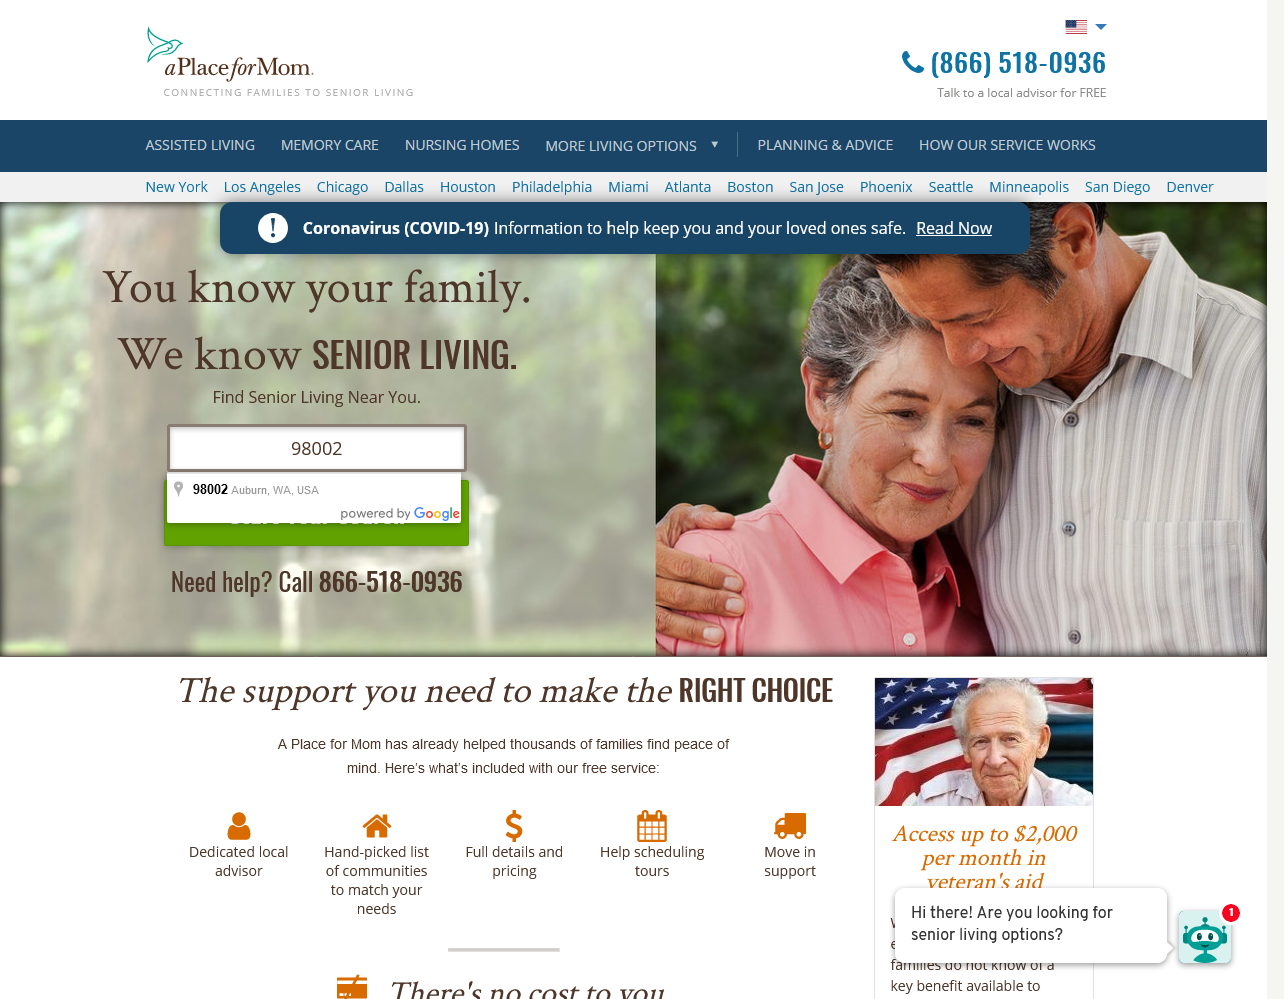 aPlaceforMom.
CONNECTING FAMILIES TO SENIOR LIVING
(866) 518-0936
Talk to a local advisor for FREE
ASSISTED LIVING MEMORY CARE NURSING HOMES MORE LIVING OPTIONS ▼ PLANNING & ADVICE HOW OUR SERVICE WORKS
New York Los Angeles Chicago Dallas Houston Philadelphia Miami Atlanta Boston San Jose Phoenix Seattle Minneapolis San Diego Denver
! Coronavirus (COVID-19) Information to help keep you and your loved ones safe. Read Now
You know your family.
We know SENIOR LIVING.
Find Senior Living Near You.
98002
98002 Auburn, WA, USA
powered by Google
Need help? Call 866-518-0936
The support you need to make the RIGHT CHOICE
A Place for Mom has already helped thousands of families find peace of
mind. Here's what's included with our free service:
Dedicated local
advisor
Hand-picked list
of communities
to match your
needs
Full details and
pricing
Help scheduling
tours
Move in
support
There's no cost to you
Access up to $2,000
per month in
veteran's aid
families do not know of a
key benefit available to
Hi there! Are you looking for
senior living options?
1